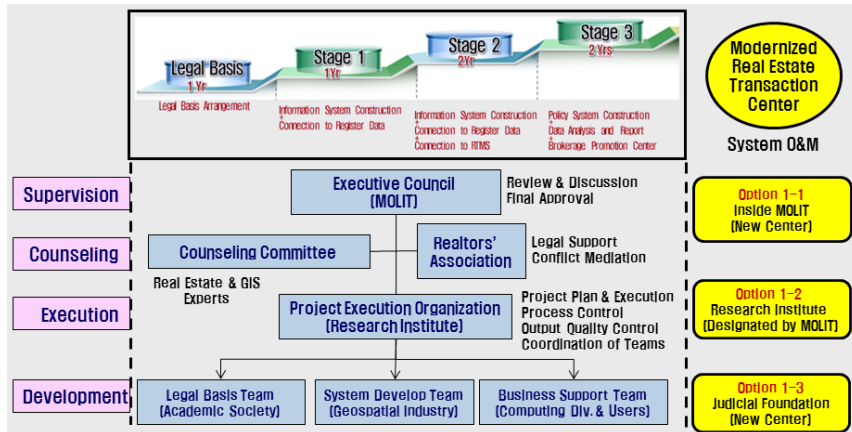 Legal Basis
1 Yr
Legal Basis Arrangement
Stage 1
1Yr
Information System Construction
+
Connection to Register Data
Stage 2
2Yr
Information System Construction
+
Connection to Register Data
+
Connection to RTMS
Stage 3
2 Yrs
Policy System Construction
+
Data Analysis and Report
+
Brokerage Promotion Center
Modernized
Real Estate
Transaction
Center
System O&M
Supervision
Executive Council
(MOLIT)
Review & Discussion
Final Approval
Option 1-1
Inside MOLIT
(New Center)
Counseling
Counseling Committee
Real Estate & GIS
Experts
Realtors'
Association
Legal Support
Conflict Mediation
Execution
Project Execution Organization
(Research Institute)
Project Plan & Execution
Process Control
Output Quality Control
Coordination of Teams
Option 1-2
Research Institute
(Designated by MOLIT)
Development
Legal Basis Team
(Academic Society)
System Develop Team
(Geospatial Industry)
Business Support Team
(Computing Div. & Users)
Option 1-3
Judicial Foundation
(New Center)